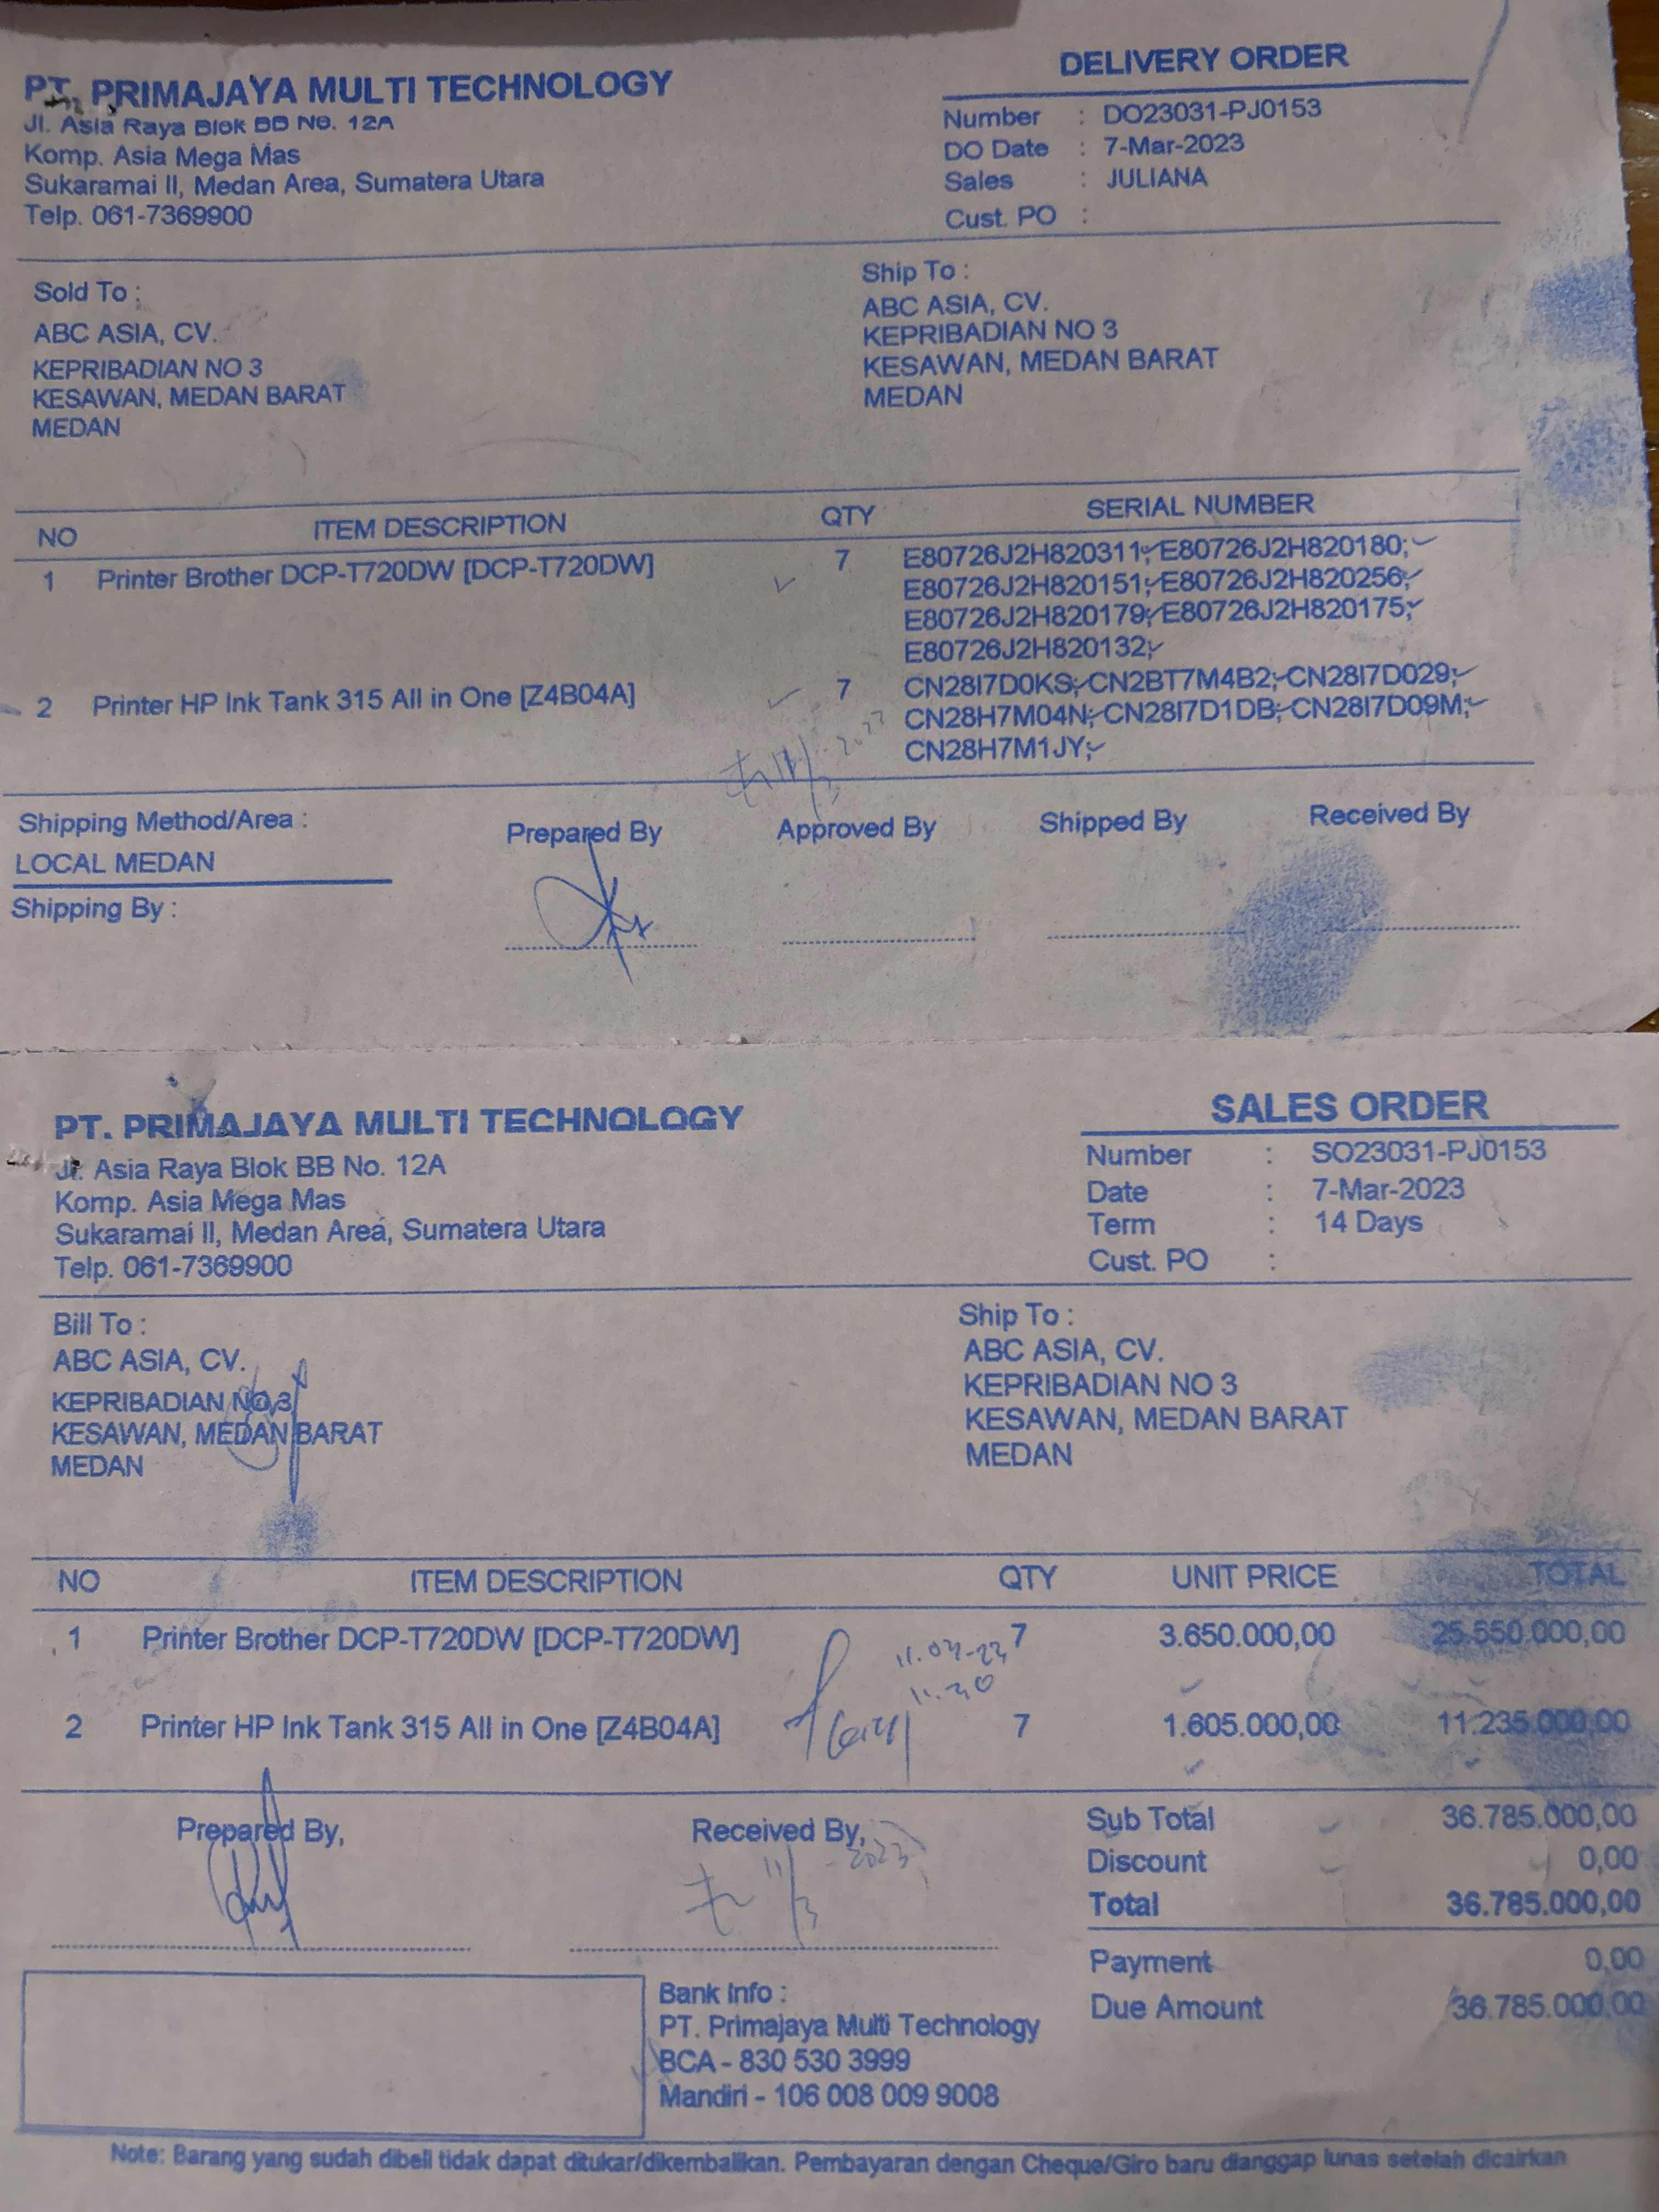 DELIVERY ORDER
PT. PRIMAJAYA MULTI TECHNOLOGY
Jl. Asia Raya Blok BB No. 12A
Komp. Asia Mega Mas
Sukaramai II, Medan Area, Sumatera Utara
Telp. 061-7369900
Number : DO23031-PJ0153
DO Date : 7-Mar-2023
Sales : JULIANA
Cust. PO :
Sold To :
ABC ASIA, CV.
KEPRIBADIAN NO 3
KESAWAN, MEDAN BARAT
MEDAN
Ship To :
ABC ASIA, CV.
KEPRIBADIAN NO 3
KESAWAN, MEDAN BARAT
MEDAN
NO ITEM DESCRIPTION QTY SERIAL NUMBER
1 Printer Brother DCP-T720DW [DCP-T720DW] 7 E80726J2H820311; E80726J2H820180;
E80726J2H820151; E80726J2H820256;
E80726J2H820179; E80726J2H820175;
E80726J2H820132;
2 Printer HP Ink Tank 315 All in One [Z4B04A] 7 CN28I7D0KS; CN2BT7M4B2; CN28I7D029;
CN28H7M04N; CN28I7D1DB; CN28I7D09M;
CN28H7M1JY;
11/3 - 2023
Shipping Method/Area :
LOCAL MEDAN
Shipping By :
Prepared By Approved By Shipped By Received By
PT. PRIMAJAYA MULTI TECHNOLOGY
Jl. Asia Raya Blok BB No. 12A
Komp. Asia Mega Mas
Sukaramai II, Medan Area, Sumatera Utara
Telp. 061-7369900
SALES ORDER
Number : SO23031-PJ0153
Date : 7-Mar-2023
Term : 14 Days
Cust. PO :
Bill To :
ABC ASIA, CV.
KEPRIBADIAN NO 3
KESAWAN, MEDAN BARAT
MEDAN
Ship To :
ABC ASIA, CV.
KEPRIBADIAN NO 3
KESAWAN, MEDAN BARAT
MEDAN
NO ITEM DESCRIPTION QTY UNIT PRICE TOTAL
1 Printer Brother DCP-T720DW [DCP-T720DW] 7 3.650.000,00 25.550.000,00
11.03-23
11.30
2 Printer HP Ink Tank 315 All in One [Z4B04A] 7 1.605.000,00 11.235.000,00
Prepared By,
Received By,
11/3 - 2023
Sub Total 36.785.000,00
Discount 0,00
Total 36.785.000,00
Payment 0,00
Due Amount 36.785.000,00
Bank Info :
PT. Primajaya Multi Technology
BCA - 830 530 3999
Mandiri - 106 008 009 9008
Note: Barang yang sudah dibeli tidak dapat ditukar/dikembalikan. Pembayaran dengan Cheque/Giro baru dianggap lunas setelah dicairkan